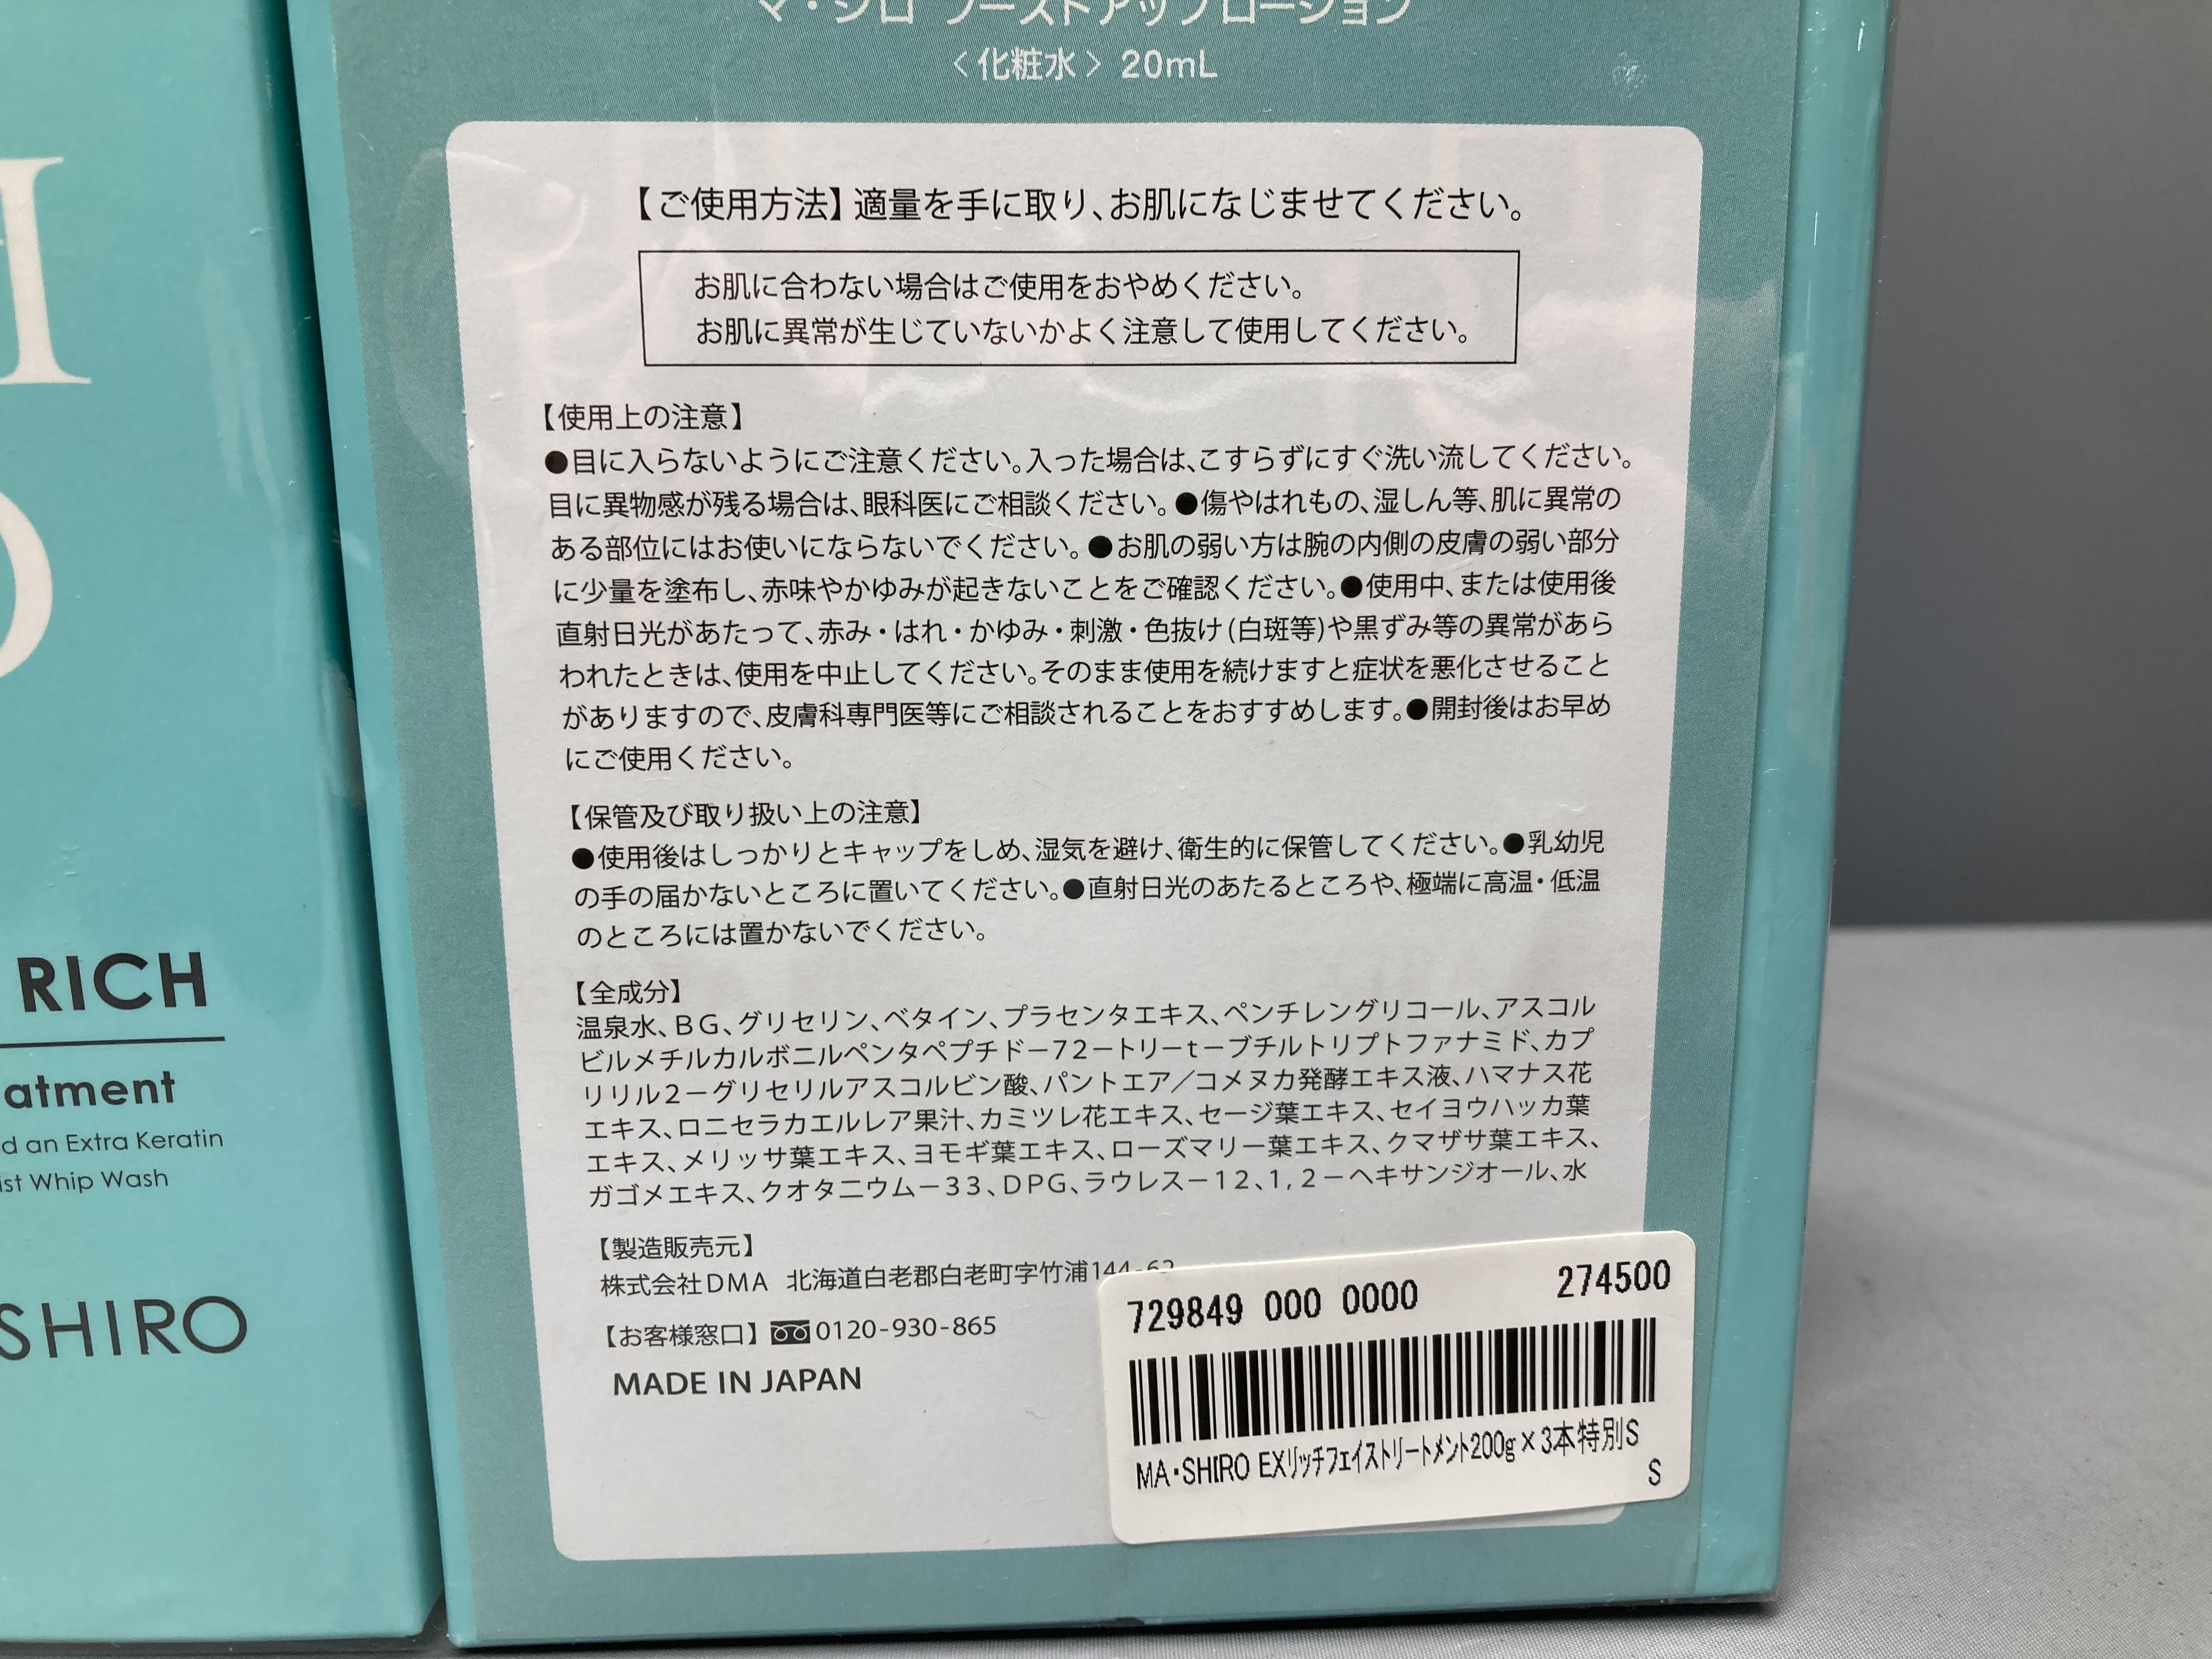 マ・シロ ブーストアップローション
〈化粧水〉20mL
【ご使用方法】適量を手に取り、お肌になじませてください。
お肌に合わない場合はご使用をおやめください。
お肌に異常が生じていないかよく注意して使用してください。
【使用上の注意】
●目に入らないようにご注意ください。入った場合は、こすらずにすぐ洗い流してください。
目に異物感が残る場合は、眼科医にご相談ください。●傷やはれもの、湿しん等、肌に異常の
ある部位にはお使いにならないでください。●お肌の弱い方は腕の内側の皮膚の弱い部分
に少量を塗布し、赤味やかゆみが起きないことをご確認ください。●使用中、または使用後
直射日光があたって、赤み・はれ・かゆみ・刺激・色抜け(白斑等)や黒ずみ等の異常があら
われたときは、使用を中止してください。そのまま使用を続けますと症状を悪化させること
がありますので、皮膚科専門医等にご相談されることをおすすめします。●開封後はお早め
にご使用ください。
【保管及び取り扱い上の注意】
●使用後はしっかりとキャップをしめ、湿気を避け、衛生的に保管してください。●乳幼児
の手の届かないところに置いてください。●直射日光のあたるところや、極端に高温・低温
のところには置かないでください。
【全成分】
温泉水、BG、グリセリン、ベタイン、プラセンタエキス、ペンチレングリコール、アスコル
ビルメチルカルボニルペンタペプチド－72－トリ－t－ブチルトリプトファナミド、カプ
リリル2－グリセリルアスコルビン酸、パントエア／コメヌカ発酵エキス液、ハマナス花
エキス、ロニセラカエルレア果汁、カミツレ花エキス、セージ葉エキス、セイヨウハッカ葉
エキス、メリッサ葉エキス、ヨモギ葉エキス、ローズマリー葉エキス、クマザサ葉エキス、
ガゴメエキス、クオタニウム－33、DPG、ラウレス－12、1,2－ヘキサンジオール、水
【製造販売元】
株式会社DMA 北海道白老郡白老町字竹浦144-62
【お客様窓口】0120-930-865
MADE IN JAPAN
729849 000 0000 274500
MA・SHIRO EXリッチフェイストリートメント200g×3本特別S
S
RICH
atment
d an Extra Keratin
ist Whip Wash
SHIRO